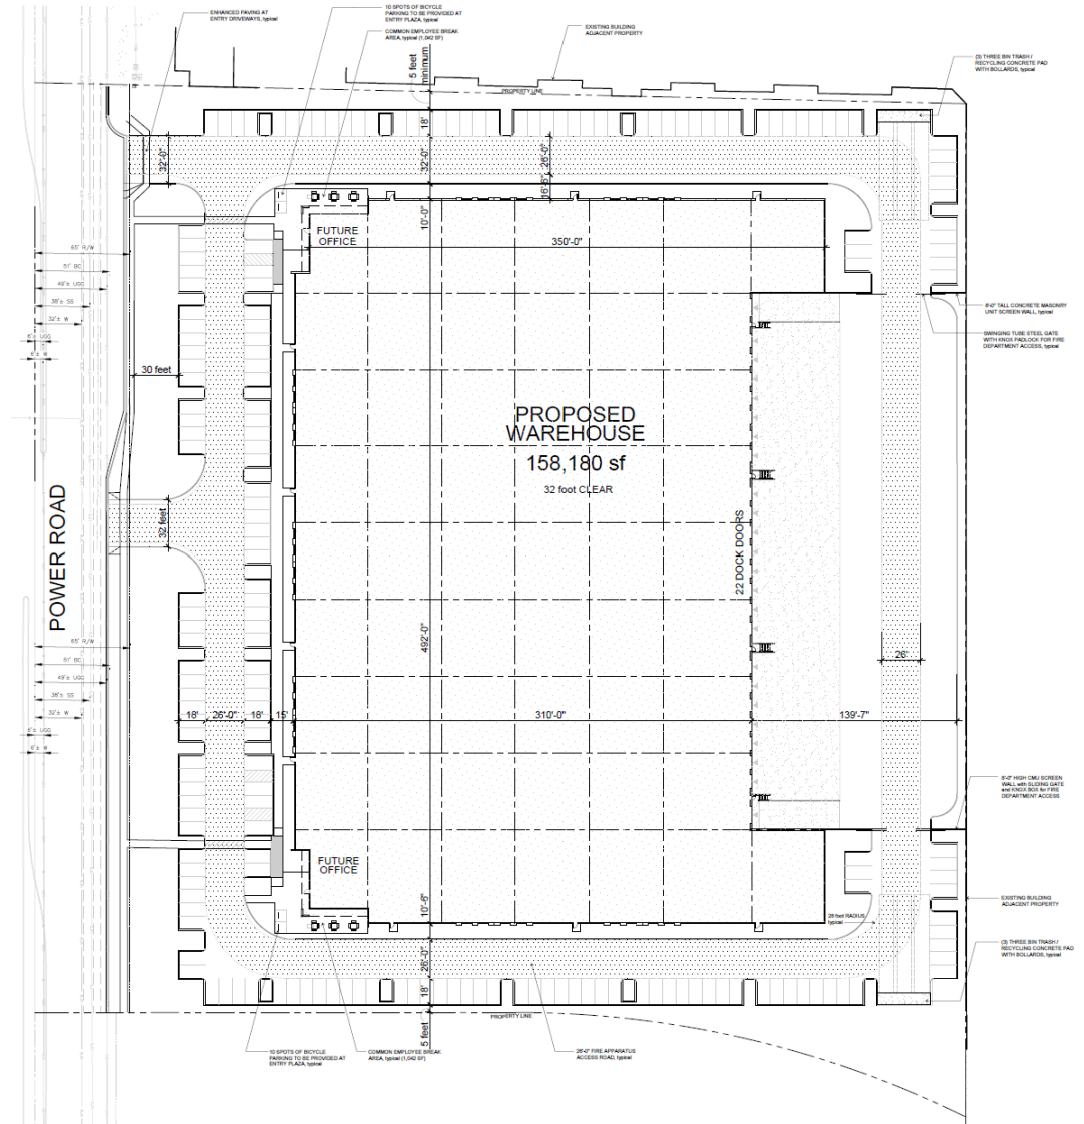 ENHANCED PAVING AT
ENTRY DRIVEWAYS, typical
10 SPOTS OF BICYCLE
PARKING TO BE PROVIDED AT
ENTRY PLAZA, typical
COMMON EMPLOYEE BREAK
AREA, typical (1,042 SF)
EXISTING BUILDING
ADJACENT PROPERTY
(3) THREE BIN TRASH /
RECYCLING CONCRETE PAD
WITH BOLLARDS, typical
5 feet
minimum
PROPERTY LINE
18'
32'-0"
32'-0"
26'-0"
16'-6"
10'-0"
FUTURE
OFFICE
350'-0"
65' R/W
51' BC
49'± UGG
38'± SS
32'± W
6'± UGG
6'± W
8'-0" TALL CONCRETE MASONRY
UNIT SCREEN WALL, typical
SWINGING TUBE STEEL GATE
WITH KNOX PADLOCK FOR FIRE
DEPARTMENT ACCESS, typical
30 feet
PROPOSED
WAREHOUSE
158,180 sf
32 foot CLEAR
POWER ROAD
32 feet
22 DOCK DOORS
492'-0"
26'
65' R/W
51' BC
49'± UGG
38'± SS
32'± W
6'± UGG
6'± W
18'
26'-0"
18'
15'
310'-0"
139'-7"
8'-0" HIGH CMU SCREEN
WALL with SLIDING GATE
and KNOX BOX for FIRE
DEPARTMENT ACCESS
FUTURE
OFFICE
10'-6"
28 foot RADIUS
typical
EXISTING BUILDING
ADJACENT PROPERTY
26'-0"
18'
(3) THREE BIN TRASH /
RECYCLING CONCRETE PAD
WITH BOLLARDS, typical
5 feet
PROPERTY LINE
10 SPOTS OF BICYCLE
PARKING TO BE PROVIDED AT
ENTRY PLAZA, typical
COMMON EMPLOYEE BREAK
AREA, typical (1,042 SF)
26'-0" FIRE APPARATUS
ACCESS ROAD, typical